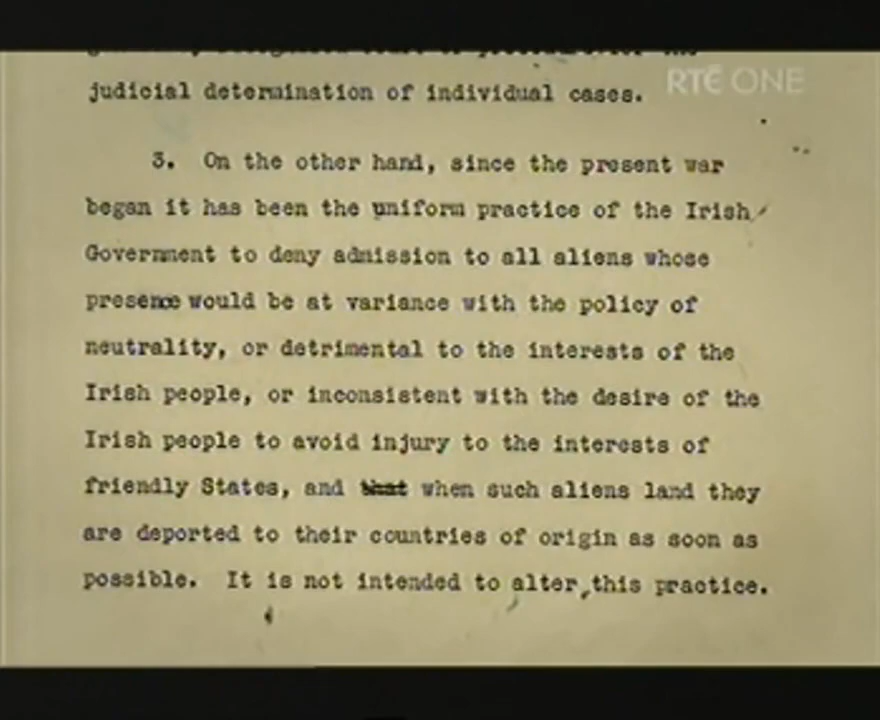 judicial determination of individual cases.
RTÉ ONE
3. On the other hand, since the present war
began it has been the uniform practice of the Irish
Government to deny admission to all aliens whose
presence would be at variance with the policy of
neutrality, or detrimental to the interests of the
Irish people, or inconsistent with the desire of the
Irish people to avoid injury to the interests of
friendly States, and that when such aliens land they
are deported to their countries of origin as soon as
possible. It is not intended to alter this practice.